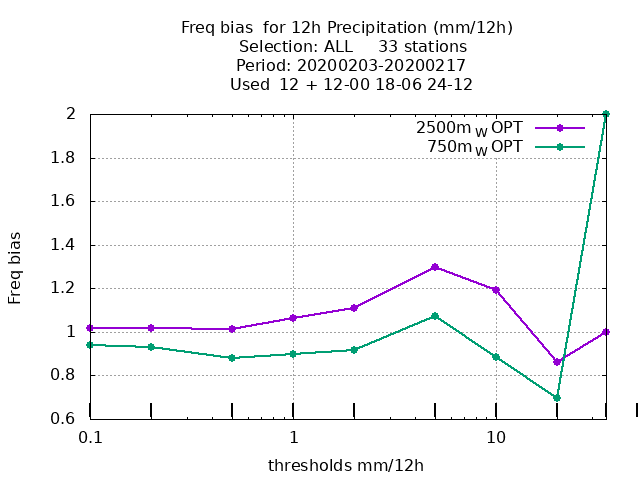 Freq bias  for 12h Precipitation (mm/12h)
Selection: ALL     33 stations
Period: 20200203-20200217
Used  12 + 12-00 18-06 24-12
2500m_W OPT
750m_W OPT
2
1.8
1.6
1.4
1.2
1
0.8
0.6
Freq bias
0.1
1
10
thresholds mm/12h